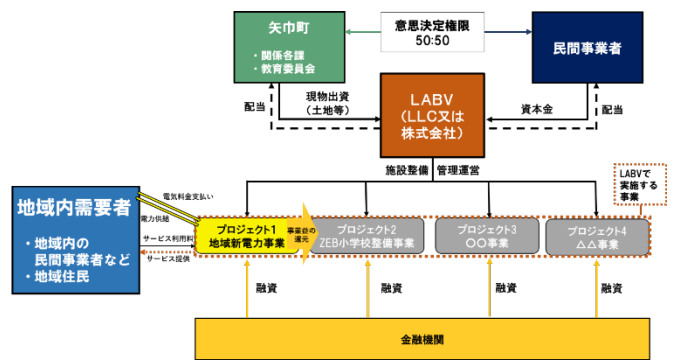 矢巾町
・関係各課
・教育委員会
意思決定権限
50:50
民間事業者
配当
現物出資
（土地等）
LABV
（LLC又は
株式会社）
資本金
配当
施設整備
管理運営
LABVで
実施する
事業
地域内需要者
・地域内の
民間事業者など
・地域住民
電気料金支払い
電力供給
サービス利用料
サービス提供
プロジェクト1
地域新電力事業
事業益の
還元
プロジェクト2
ZEB小学校整備事業
プロジェクト3
〇〇事業
プロジェクト4
△△事業
融資
融資
融資
融資
金融機関